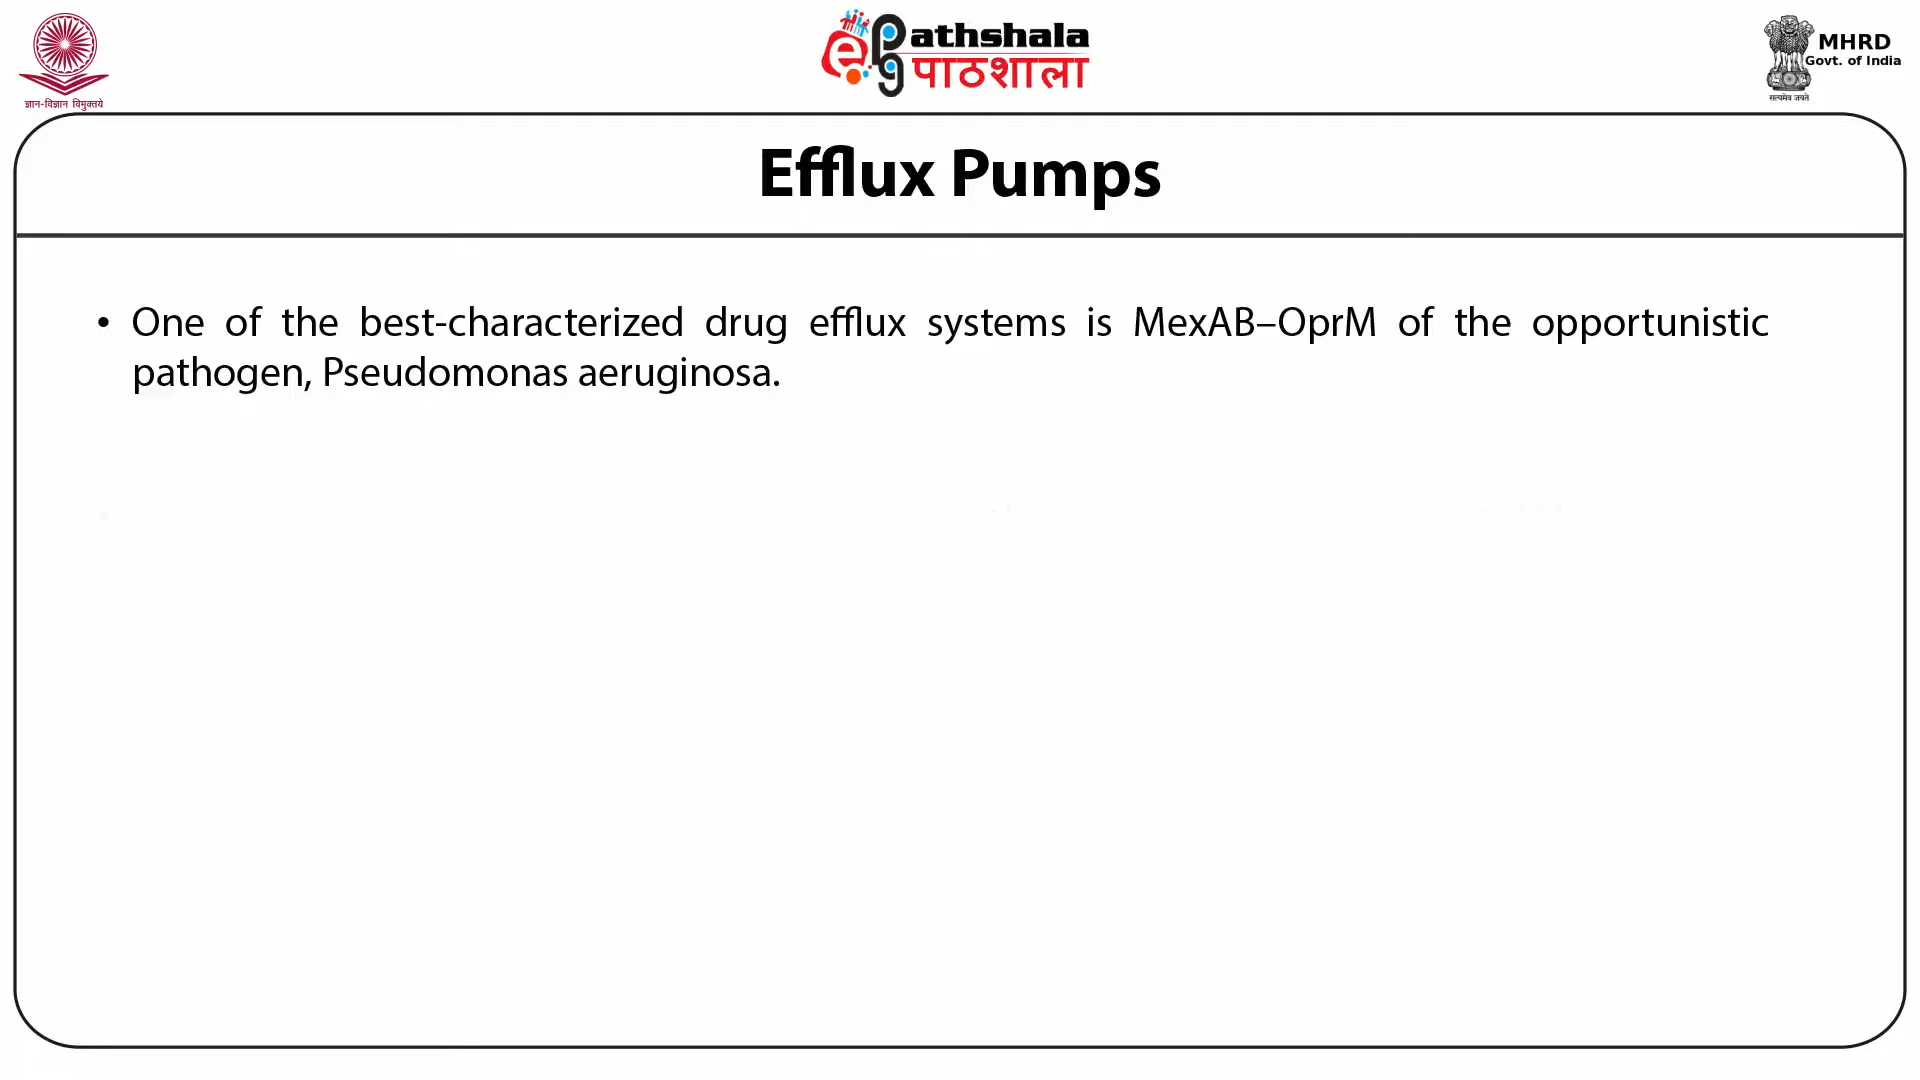 ज्ञान-विज्ञान विमुक्तये
ePathshala
पाठशाला
MHRD
Govt. of India
सत्यमेव जयते
Efflux Pumps
• One of the best-characterized drug efflux systems is MexAB–OprM of the opportunistic
pathogen, Pseudomonas aeruginosa.